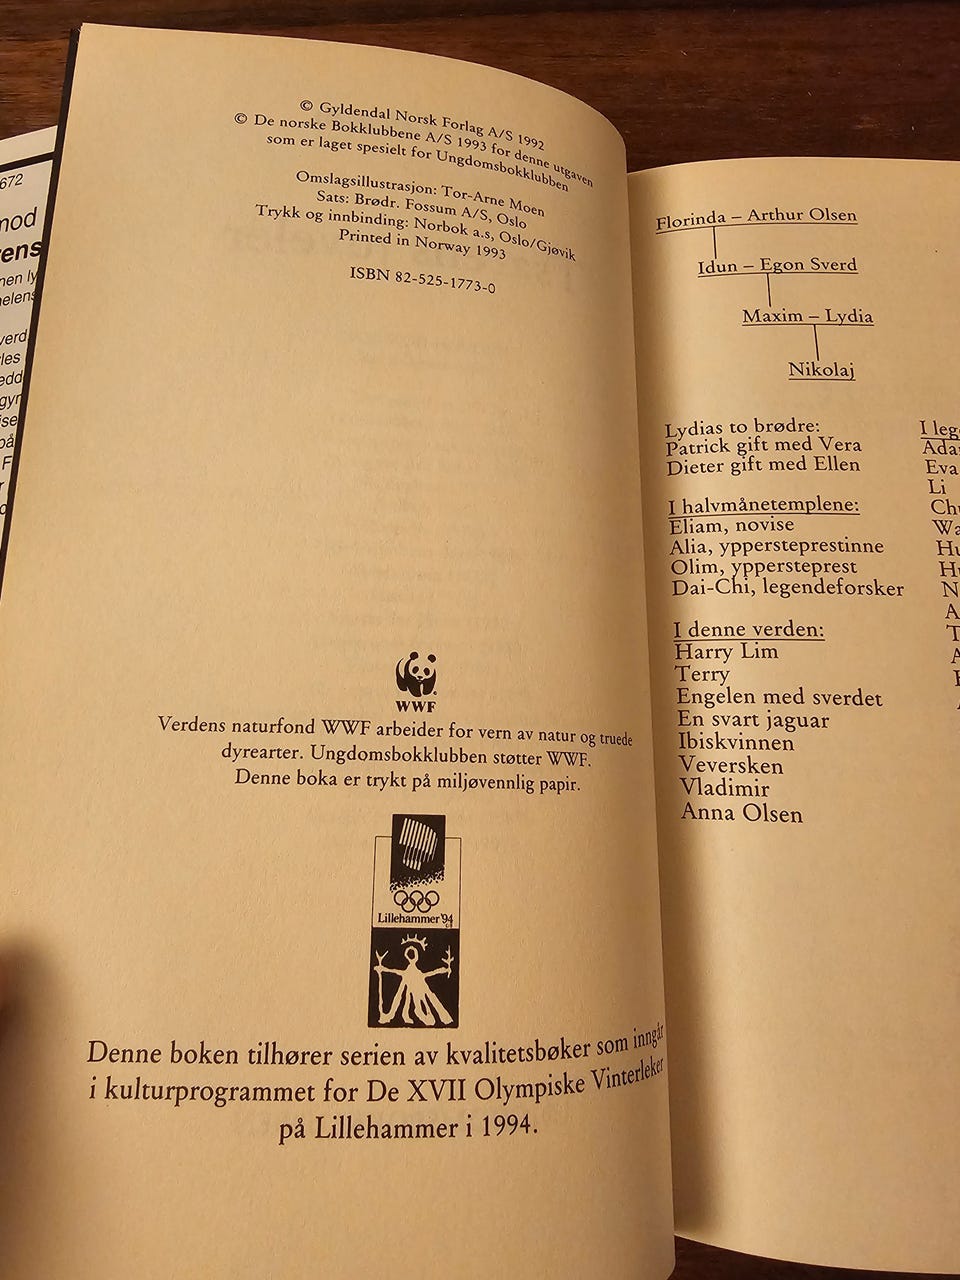 672
© Gyldendal Norsk Forlag A/S 1992
© De norske Bokklubbene A/S 1993 for denne utgaven
som er laget spesielt for Ungdomsbokklubben
Omslagsillustrasjon: Tor-Arne Moen
Sats: Brødr. Fossum A/S, Oslo
Trykk og innbinding: Norbok a.s, Oslo/Gjøvik
Printed in Norway 1993
ISBN 82-525-1773-0
WWF
Verdens naturfond WWF arbeider for vern av natur og truede
dyrearter. Ungdomsbokklubben støtter WWF.
Denne boka er trykt på miljøvennlig papir.
Lillehammer '94
Denne boken tilhører serien av kvalitetsbøker som inngår
i kulturprogrammet for De XVII Olympiske Vinterleker
på Lillehammer i 1994.
Florinda – Arthur Olsen
Idun – Egon Sverd
Maxim – Lydia
Nikolaj
Lydias to brødre:
Patrick gift med Vera
Dieter gift med Ellen
I halvmånetemplene:
Eliam, novise
Alia, yppersteprestinne
Olim, yppersteprest
Dai-Chi, legendeforsker
I denne verden:
Harry Lim
Terry
Engelen med sverdet
En svart jaguar
Ibiskvinnen
Veversken
Vladimir
Anna Olsen
I leg
Ada
Eva
Li